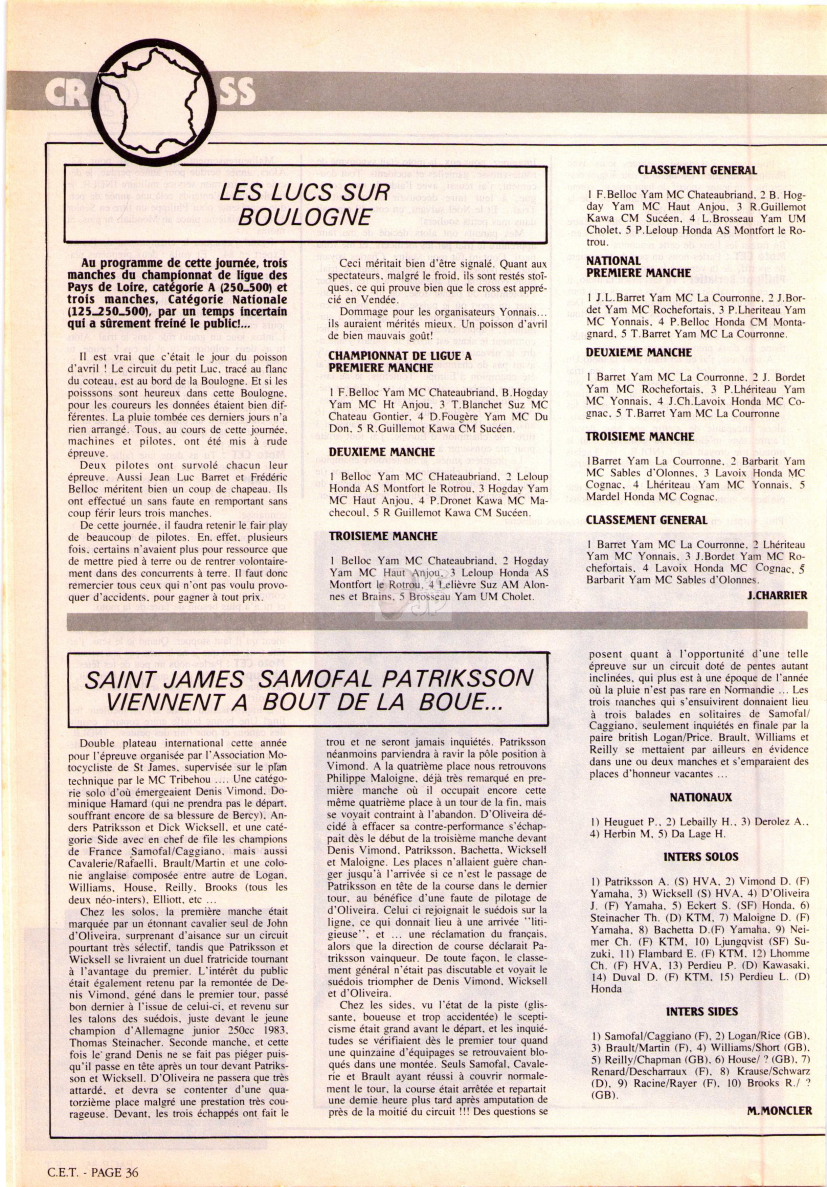 CR SS
LES LUCS SUR
BOULOGNE
Au programme de cette journée, trois
manches du championnat de ligue des
Pays de Loire, catégorie A (250_500) et
trois manches, Catégorie Nationale
(125_250_500), par un temps incertain
qui a sûrement freiné le public!...
Il est vrai que c'était le jour du poisson
d'avril ! Le circuit du petit Luc, tracé au flanc
du coteau, est au bord de la Boulogne. Et si les
poisssons sont heureux dans cette Boulogne,
pour les coureurs les données étaient bien dif-
férentes. La pluie tombée ces derniers jours n'a
rien arrangé. Tous, au cours de cette journée,
machines et pilotes, ont été mis à rude
épreuve.
Deux pilotes ont survolé chacun leur
épreuve. Aussi Jean Luc Barret et Frédéric
Belloc méritent bien un coup de chapeau. Ils
ont effectué un sans faute en remportant sans
coup férir leurs trois manches.
De cette journée, il faudra retenir le fair play
de beaucoup de pilotes. En effet, plusieurs
fois, certains n'avaient plus pour ressource que
de mettre pied à terre ou de rentrer volontaire-
ment dans des concurrents à terre. Il faut donc
remercier tous ceux qui n'ont pas voulu provo-
quer d'accidents, pour gagner à tout prix.
Ceci méritait bien d'être signalé. Quant aux
spectateurs, malgré le froid, ils sont restés stoï-
ques, ce qui prouve bien que le cross est appré-
cié en Vendée.
Dommage pour les organisateurs Yonnais...
ils auraient mérités mieux. Un poisson d'avril
de bien mauvais goût!
CHAMPIONNAT DE LIGUE A
PREMIERE MANCHE
1 F.Belloc Yam MC Chateaubriand, B.Hogday
Yam MC Ht Anjou, 3 T.Blanchet Suz MC
Chateau Gontier, 4 D.Fougère Yam MC Du
Don, 5 R.Guillemot Kawa CM Sucéen.
DEUXIEME MANCHE
1 Belloc Yam MC CHateaubriand, 2 Leloup
Honda AS Montfort le Rotrou, 3 Hogday Yam
MC Haut Anjou, 4 P.Dronet Kawa MC Ma-
checoul, 5 R Guillemot Kawa CM Sucéen.
TROISIEME MANCHE
1 Belloc Yam MC Chateaubriand, 2 Hogday
Yam MC Haut Anjou, 3 Leloup Honda AS
Montfort le Rotrou, 4 Lelièvre Suz AM Alon-
nes et Brains, 5 Brosseau Yam UM Cholet.
CLASSEMENT GENERAL
1 F.Belloc Yam MC Chateaubriand, 2 B. Hog-
day Yam MC Haut Anjou, 3 R.Guillemot
Kawa CM Sucéen, 4 L.Brosseau Yam UM
Cholet, 5 P.Leloup Honda AS Montfort le Ro-
trou.
NATIONAL
PREMIERE MANCHE
1 J.L.Barret Yam MC La Courronne, 2 J.Bor-
det Yam MC Rochefortais, 3 P.Lheriteau Yam
MC Yonnais, 4 P.Belloc Honda CM Monta-
gnard, 5 T.Barret Yam MC La Couronne.
DEUXIEME MANCHE
1 Barret Yam MC La Courronne, 2 J. Bordet
Yam MC Rochefortais, 3 P.Lhériteau Yam
MC Yonnais, 4 J.Ch.Lavoix Honda MC Co-
gnac, 5 T.Barret Yam MC La Couronne
TROISIEME MANCHE
1Barret Yam La Courronne, 2 Barbarit Yam
MC Sables d'Olonnes, 3 Lavoix Honda MC
Cognac, 4 Lhériteau Yam MC Yonnais, 5
Mardel Honda MC Cognac.
CLASSEMENT GENERAL
1 Barret Yam MC La Couronne, 2 Lhériteau
Yam MC Yonnais, 3 J.Bordet Yam MC Ro-
chefortais, 4 Lavoix Honda MC Cognac, 5
Barbarit Yam MC Sables d'Olonnes.
J.CHARRIER
SAINT JAMES SAMOFAL PATRIKSSON
VIENNENT A BOUT DE LA BOUE...
Double plateau international cette année
pour l'épreuve organisée par l'Association Mo-
tocycliste de St James, supervisée sur le plan
technique par le MC Tribehou .... Une catégo-
rie solo d'où émergeaient Denis Vimond, Do-
minique Hamard (qui ne prendra pas le départ,
souffrant encore de sa blessure de Bercy), An-
ders Patriksson et Dick Wicksell, et une caté-
gorie Side avec en chef de file les champions
de France Samofal/Caggiano, mais aussi
Cavalerie/Rafaelli, Brault/Martin et une colo-
nie anglaise composée entre autre de Logan,
Williams, House, Reilly, Brooks (tous les
deux néo-inters), Elliott, etc ...
Chez les solos, la première manche était
marquée par un étonnant cavalier seul de John
d'Oliveira, surprenant d'aisance sur un circuit
pourtant très sélectif, tandis que Patriksson et
Wicksell se livraient un duel fratricide tournant
à l'avantage du premier. L'intérêt du public
était également retenu par la remontée de De-
nis Vimond, géné dans le premier tour, passé
bon dernier à l'issue de celui-ci, et revenu sur
les talons des suédois, juste devant le jeune
champion d'Allemagne junior 250cc 1983,
Thomas Steinacher. Seconde manche, et cette
fois le grand Denis ne se fait pas piéger puis-
qu'il passe en tête après un tour devant Patriks-
son et Wicksell. D'Oliveira ne passera que très
attardé, et devra se contenter d'une qua-
torzième place malgré une prestation très cou-
rageuse. Devant, les trois échappés ont fait le
trou et ne seront jamais inquiétés. Patriksson
néanmoins parviendra à ravir la pôle position à
Vimond. A la quatrième place nous retrouvons
Philippe Maloigne, déjà très remarqué en pre-
mière manche où il occupait encore cette
même quatrième place à un tour de la fin, mais
se voyait contraint à l'abandon. D'Oliveira dé-
cidé à effacer sa contre-performance s'échap-
pait dès le début de la troisième manche devant
Denis Vimond, Patriksson, Bachetta, Wicksell
et Maloigne. Les places n'allaient guère chan-
ger jusqu'à l'arrivée si ce n'est le passage de
Patriksson en tête de la course dans le dernier
tour, au bénéfice d'une faute de pilotage de
d'Oliveira. Celui ci rejoignait le suédois sur la
ligne, ce qui donnait lieu à une arrivée "liti-
gieuse", et ... une réclamation du français,
alors que la direction de course déclarait Pa-
triksson vainqueur. De toute façon, le classe-
ment général n'était pas discutable et voyait le
suédois triompher de Denis Vimond, Wicksell
et d'Oliveira.
Chez les sides, vu l'état de la piste (glis-
sante, boueuse et trop accidentée) le scepti-
cisme était grand avant le départ, et les inquié-
tudes se vérifiaient dès le premier tour quand
une quinzaine d'équipages se retrouvaient blo-
qués dans une montée. Seuls Samofal, Cavale-
rie et Brault ayant réussi à couvrir normale-
ment le tour, la course était arrêtée et repartait
une demie heure plus tard après amputation de
près de la moitié du circuit !!! Des questions se
posent quant à l'opportunité d'une telle
épreuve sur un circuit doté de pentes autant
inclinées, qui plus est à une époque de l'année
où la pluie n'est pas rare en Normandie ... Les
trois manches qui s'ensuivirent donnaient lieu
à trois balades en solitaires de Samofal/
Caggiano, seulement inquiétés en finale par la
paire british Logan/Price. Brault, Williams et
Reilly se mettaient par ailleurs en évidence
dans une ou deux manches et s'emparaient des
places d'honneur vacantes ...
NATIONAUX
1) Heuguet P., 2) Lebailly H., 3) Derolez A..
4) Herbin M, 5) Da Lage H.
INTERS SOLOS
1) Patriksson A. (S) HVA, 2) Vimond D. (F)
Yamaha, 3) Wicksell (S) HVA, 4) D'Oliveira
J. (F) Yamaha, 5) Eckert S. (SF) Honda, 6)
Steinacher Th. (D) KTM, 7) Maloigne D. (F)
Yamaha, 8) Bachetta D.(F) Yamaha, 9) Nei-
mer Ch. (F) KTM, 10) Ljungqvist (SF) Su-
zuki, 11) Flambard E. (F) KTM, 12) Lhomme
Ch. (F) HVA, 13) Perdieu P. (D) Kawasaki,
14) Duval D. (F) KTM, 15) Perdieu L. (D)
Honda
INTERS SIDES
1) Samofal/Caggiano (F), 2) Logan/Rice (GB),
3) Brault/Martin (F), 4) Williams/Short (GB),
5) Reilly/Chapman (GB), 6) House/ ? (GB), 7)
Renard/Descharraux (F), 8) Krause/Schwarz
(D), 9) Racine/Rayer (F), 10) Brooks R./ ?
(GB).
M.MONCLER
C.E.T. - PAGE 36